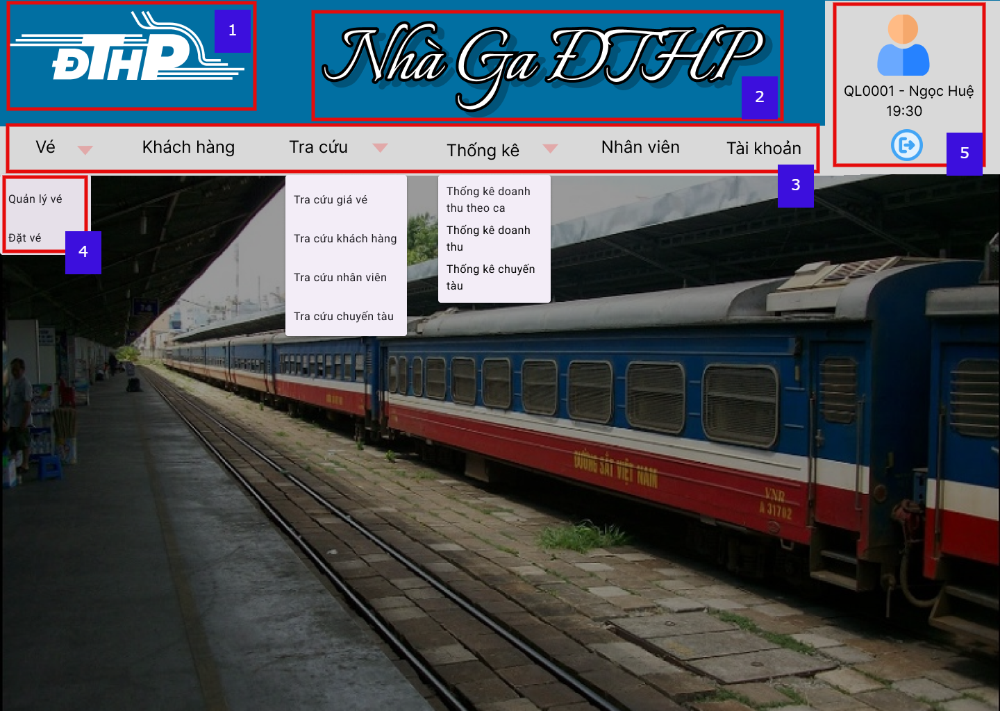 ĐTHP
1
Nhà Ga ĐTHP
2
QL0001 - Ngọc Huệ
19:30
5
Vé
Khách hàng
Tra cứu
Thống kê
Nhân viên
Tài khoản
3
Quản lý vé
Đặt vé
4
Tra cứu giá vé
Tra cứu khách hàng
Tra cứu nhân viên
Tra cứu chuyến tàu
Thống kê doanh
thu theo ca
Thống kê doanh
thu
Thống kê chuyến
tàu
ĐƯỜNG SẮT VIỆT NAM
VNR
A 31702